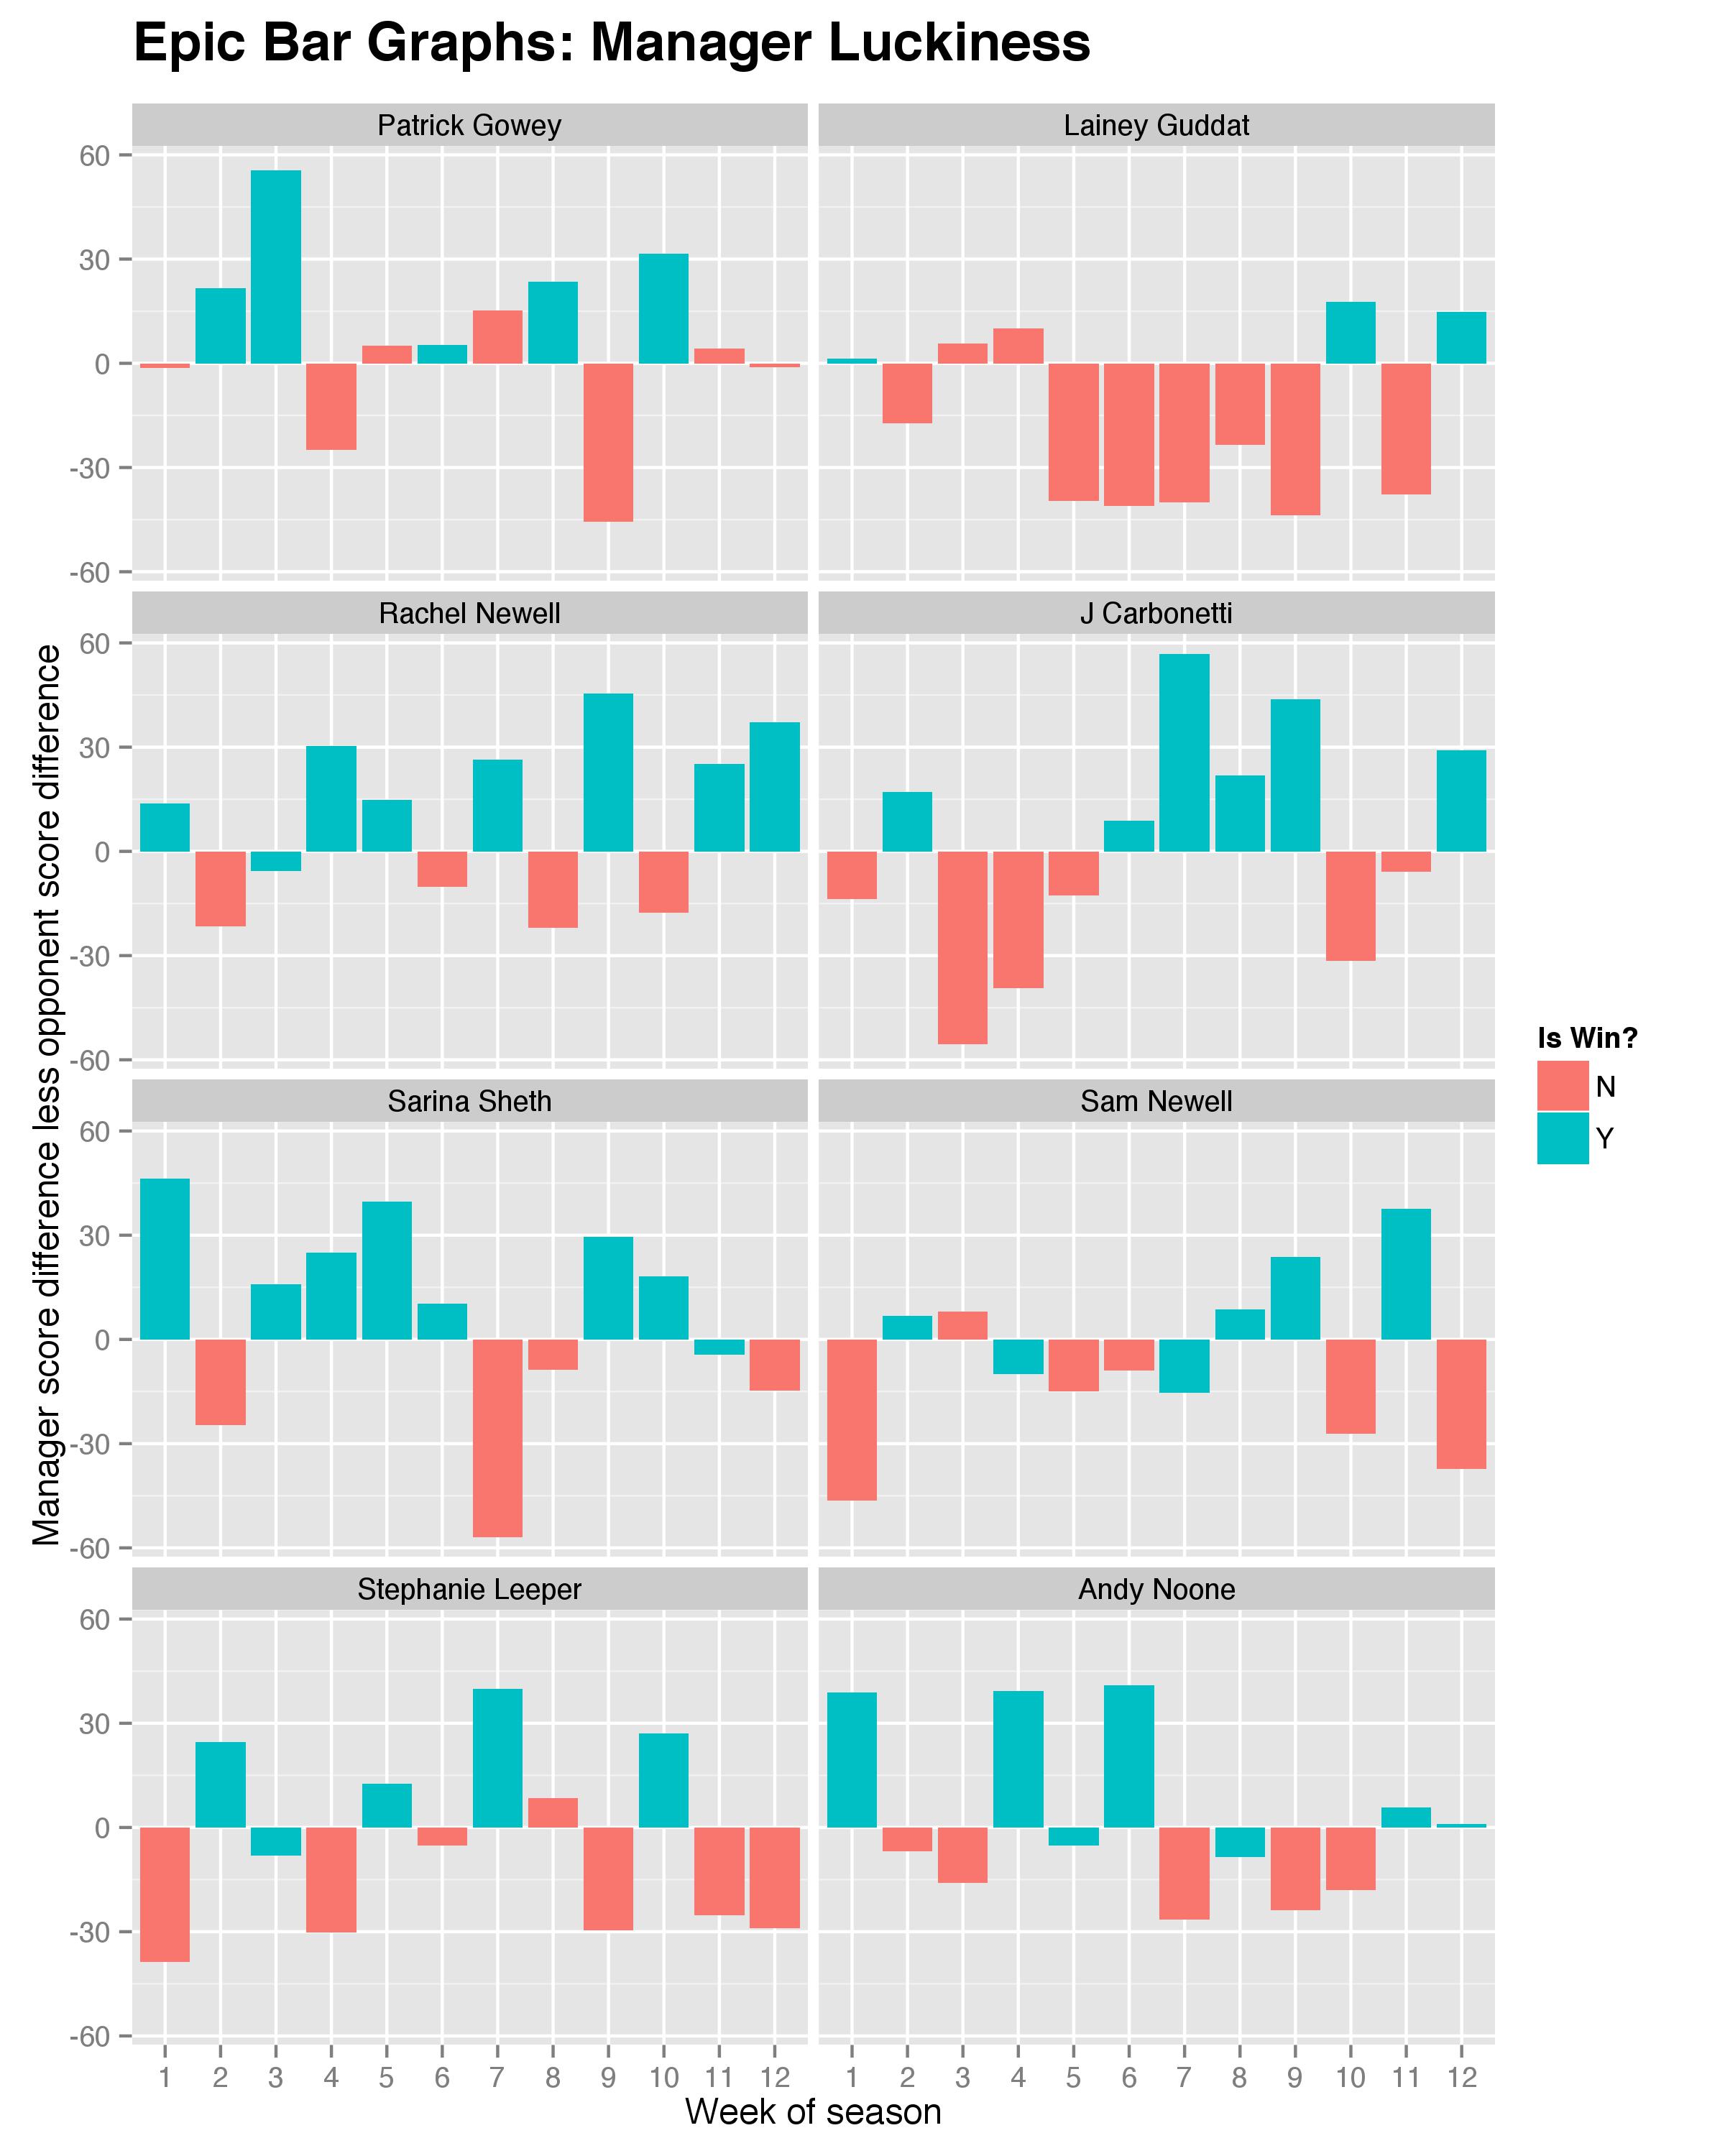 Epic Bar Graphs: Manager Luckiness
Patrick Gowey
Lainey Guddat
60
30
0
-30
-60
Rachel Newell
J Carbonetti
60
30
0
-30
-60
Sarina Sheth
Sam Newell
60
30
0
-30
-60
Stephanie Leeper
Andy Noone
60
30
0
-30
-60
1 2 3 4 5 6 7 8 9 10 11 12
1 2 3 4 5 6 7 8 9 10 11 12
Week of season
Manager score difference less opponent score difference
Is Win?
N
Y